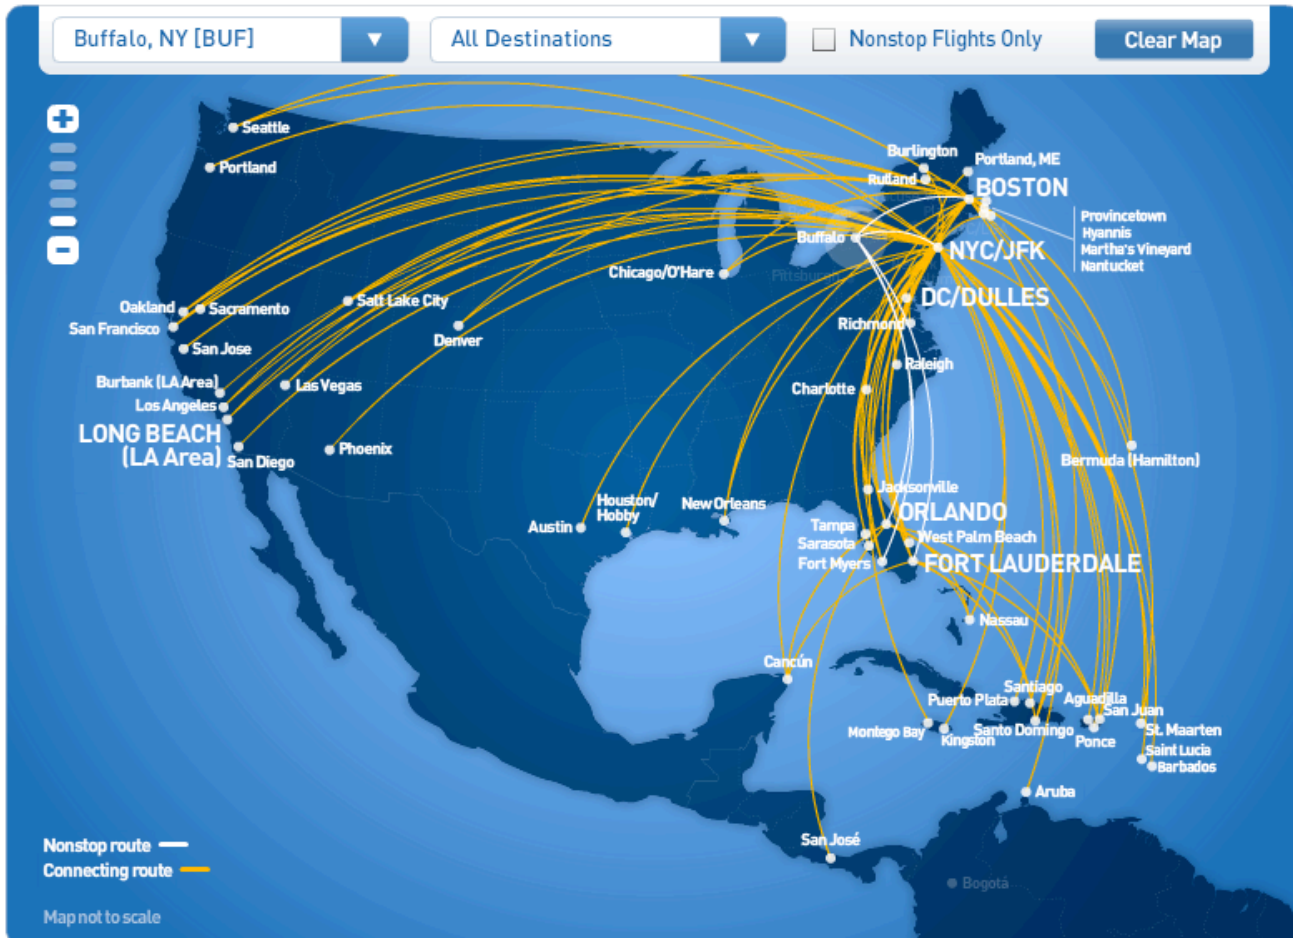 Buffalo, NY [BUF]
All Destinations
Nonstop Flights Only
Clear Map
Seattle
Portland
Burlington
Portland, ME
Rutland
BOSTON
Provincetown
Hyannis
Martha's Vineyard
Nantucket
Buffalo
NYC/JFK
Pittsburgh
Chicago/O'Hare
DC/DULLES
Oakland
Sacramento
Salt Lake City
San Francisco
Richmond
Denver
San Jose
Raleigh
Burbank (LA Area)
Las Vegas
Charlotte
Los Angeles
LONG BEACH
(LA Area)
San Diego
Phoenix
Bermuda (Hamilton)
Jacksonville
Houston/
Hobby
New Orleans
Austin
ORLANDO
Tampa
West Palm Beach
Sarasota
Fort Myers
FORT LAUDERDALE
Nassau
Cancún
Santiago
Puerto Plata
Aguadilla
San Juan
Montego Bay
Kingston
Santo Domingo
Ponce
St. Maarten
Saint Lucia
Barbados
Aruba
San José
Bogotá
Nonstop route
Connecting route
Map not to scale